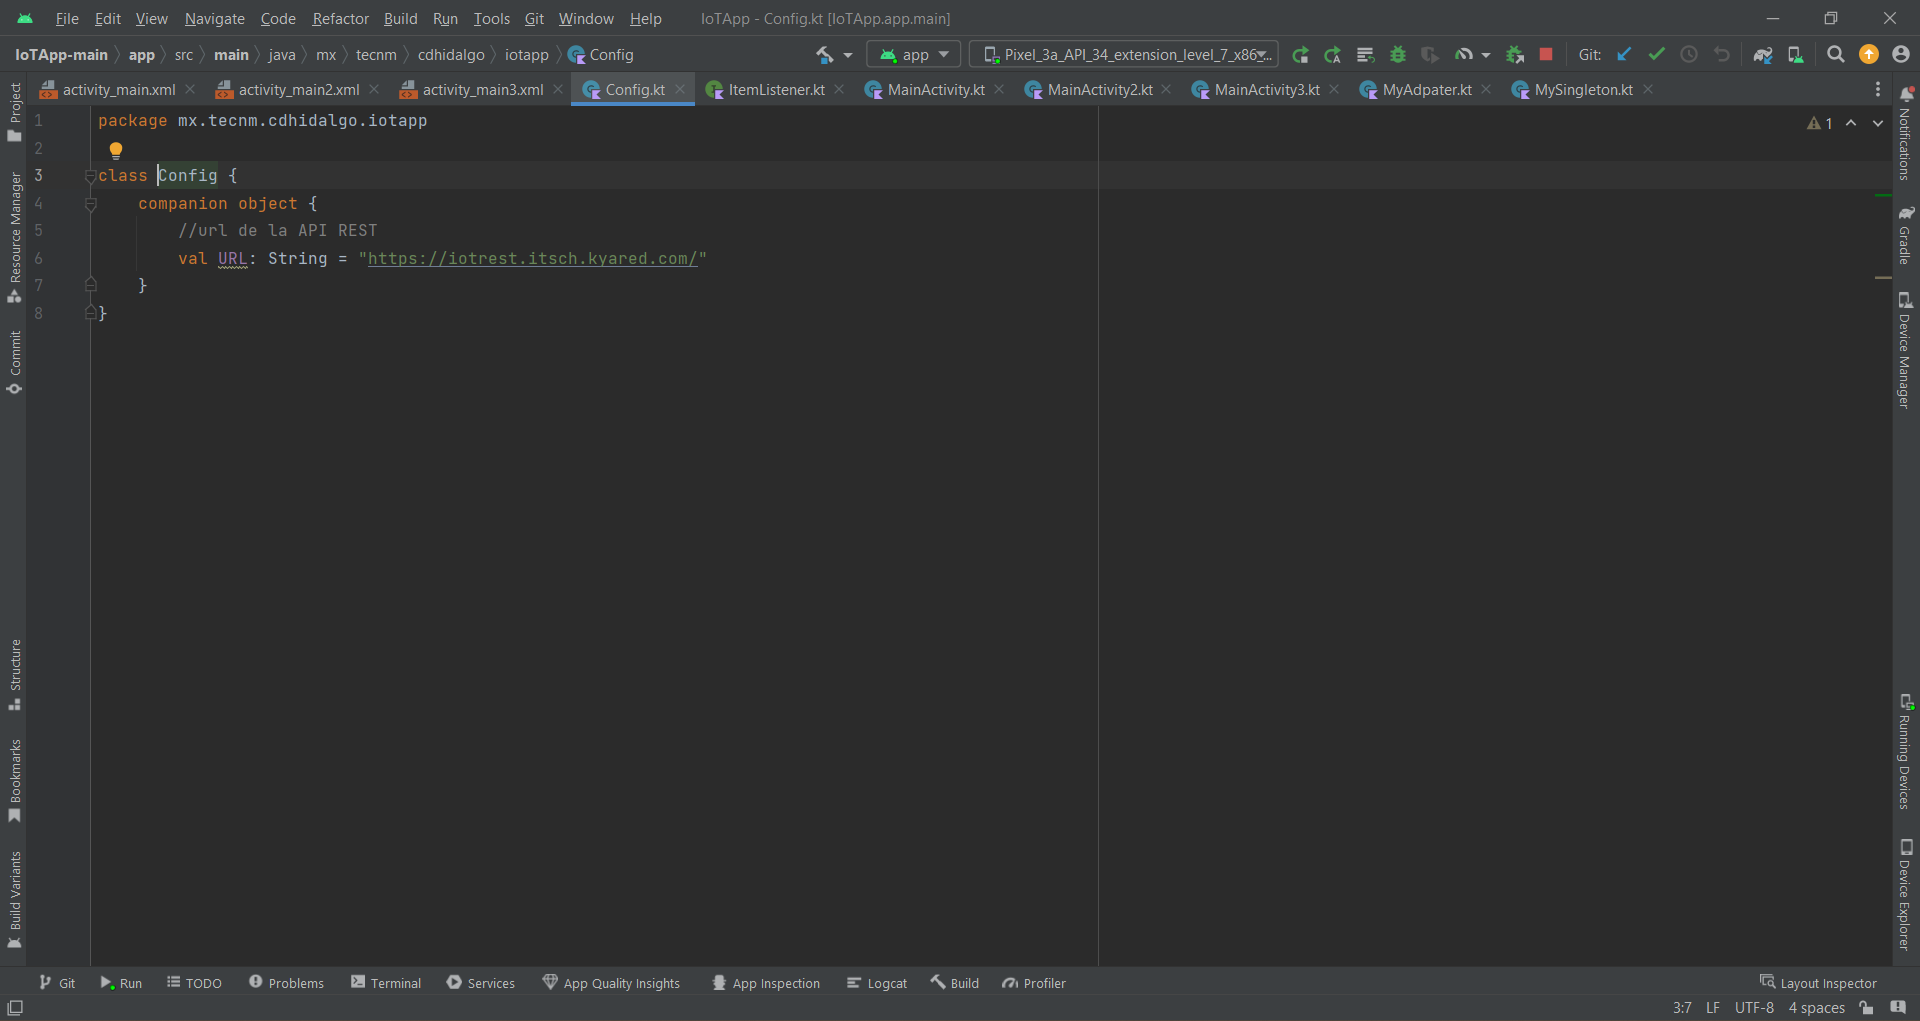 File Edit View Navigate Code Refactor Build Run Tools Git Window Help IoTApp - Config.kt [IoTApp.app.main]
IoTApp-main app src main java mx tecnm cdhidalgo iotapp Config app Pixel_3a_API_34_extension_level_7_x86... Git:
activity_main.xml activity_main2.xml activity_main3.xml Config.kt ItemListener.kt MainActivity.kt MainActivity2.kt MainActivity3.kt MyAdpater.kt MySingleton.kt
1 package mx.tecnm.cdhidalgo.iotapp
1
2
3 class Config {
4 companion object {
5 //url de la API REST
6 val URL: String = "https://iotrest.itsch.kyared.com/"
7 }
8 }
Project
Resource Manager
Commit
Structure
Bookmarks
Build Variants
Notifications
Gradle
Device Manager
Running Devices
Device Explorer
Git Run TODO Problems Terminal Services App Quality Insights App Inspection Logcat Build Profiler Layout Inspector
3:7 LF UTF-8 4 spaces